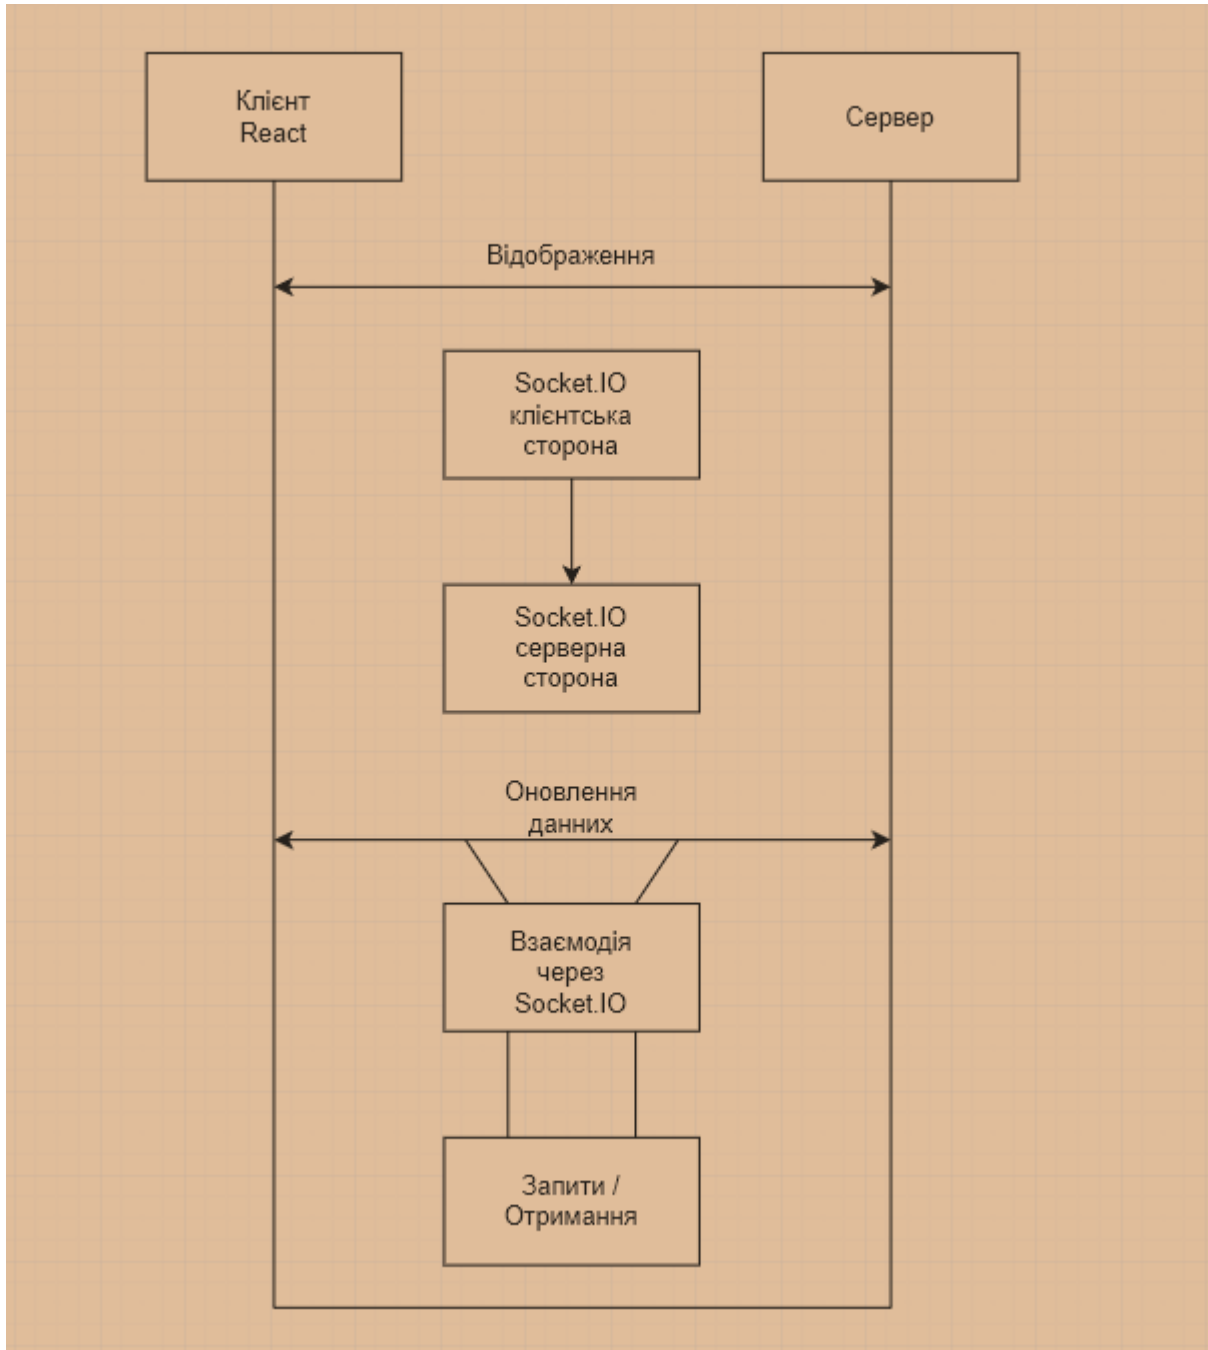 Клієнт
React
Сервер
Відображення
Socket.IO
клієнтська
сторона
Socket.IO
серверна
сторона
Оновлення
данних
Взаємодія
через
Socket.IO
Запити /
Отримання